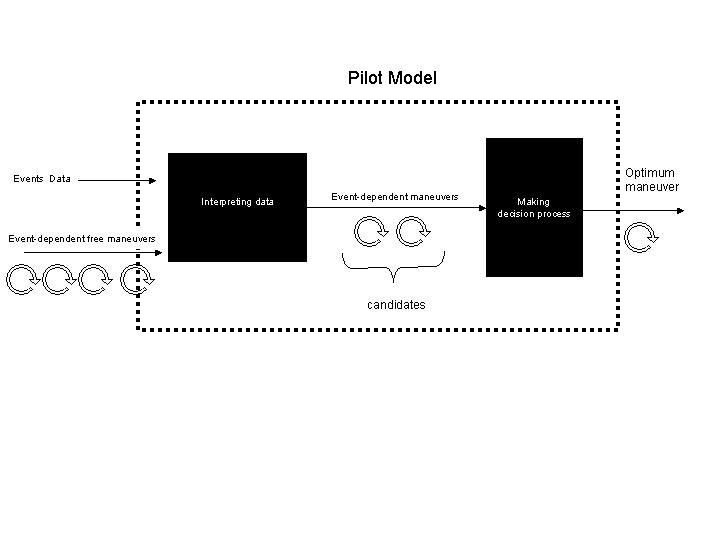 Pilot Model
Events Data
Event-dependent free maneuvers
Interpreting data
Event-dependent maneuvers
candidates
Making
decision process
Optimum
maneuver